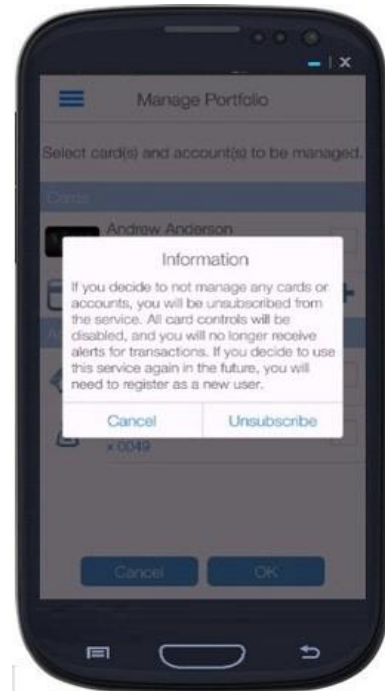 Manage Portfolio
Select card(s) and account(s) to be managed.
Cards
Andrew Anderson
Information
If you decide to not manage any cards or
accounts, you will be unsubscribed from
the service. All card controls will be
disabled, and you will no longer receive
alerts for transactions. If you decide to use
this service again in the future, you will
need to register as a new user.
Cancel Unsubscribe
x 0049
Cancel OK